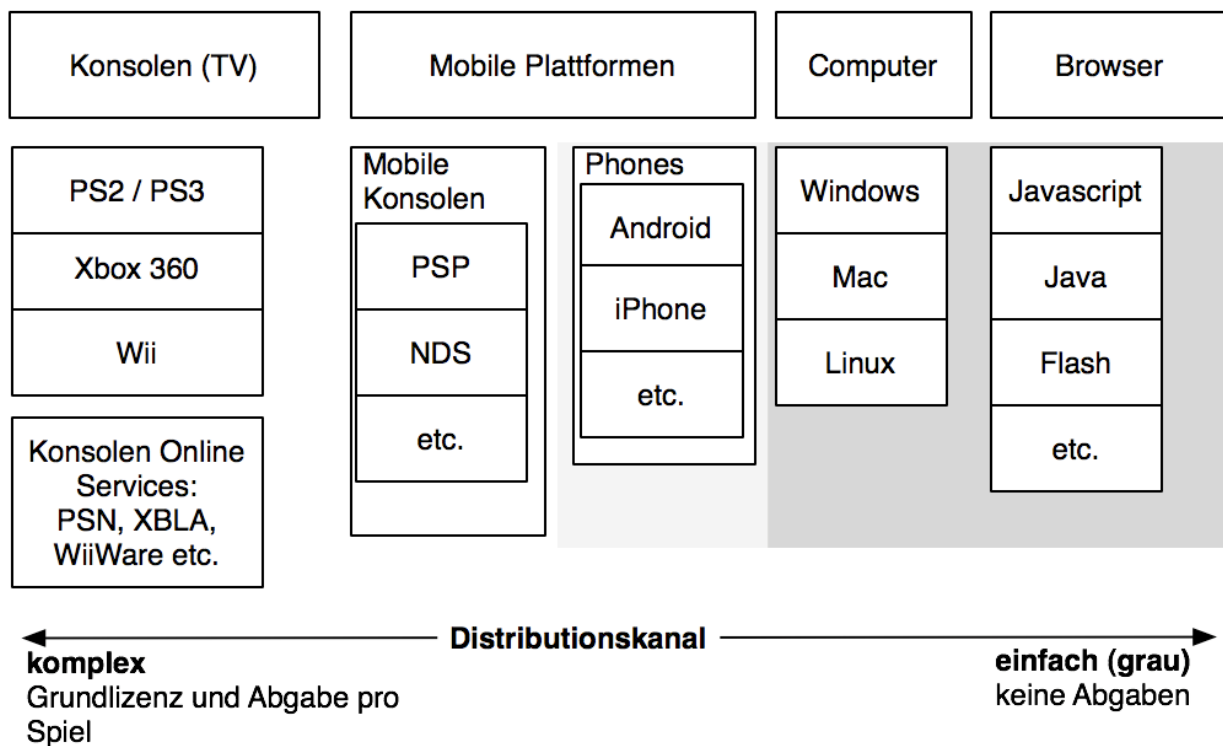 Konsolen (TV)
Mobile Plattformen
Computer
Browser
PS2 / PS3
Xbox 360
Wii
Konsolen Online
Services:
PSN, XBLA,
WiiWare etc.
Mobile
Konsolen
PSP
NDS
etc.
Phones
Android
iPhone
etc.
Windows
Mac
Linux
Javascript
Java
Flash
etc.
Distributionskanal
komplex
Grundlizenz und Abgabe pro
Spiel
einfach (grau)
keine Abgaben